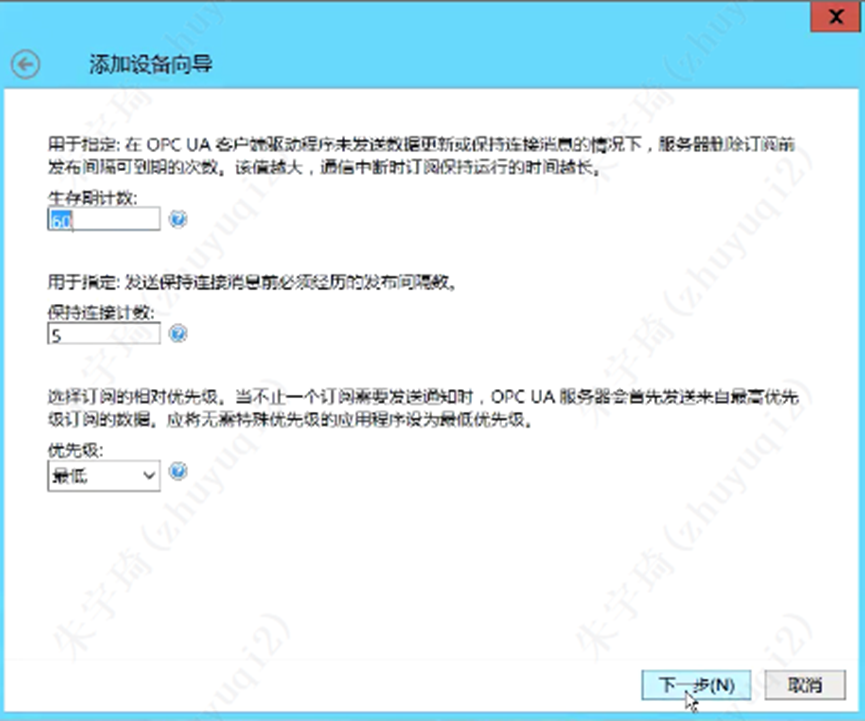 添加设备向导
用于指定: 在 OPC UA 客户端驱动程序未发送数据更新或保持连接消息的情况下，服务器删除订阅前
发布间隔可到期的次数。该值越大，通信中断时订阅保持运行的时间越长。
生存期计数:
60
用于指定: 发送保持连接消息前必须经历的发布间隔数。
保持连接计数:
5
选择订阅的相对优先级。当不止一个订阅需要发送通知时，OPC UA 服务器会首先发送来自最高优先
级订阅的数据。应将无需特殊优先级的应用程序设为最低优先级。
优先级:
最低
下一步(N)
取消
朱宇琦(zhuyuqi2)
朱宇琦(zhuyuqi2)
朱宇琦(zhuyuqi2)
朱宇琦(zhuyuqi2)